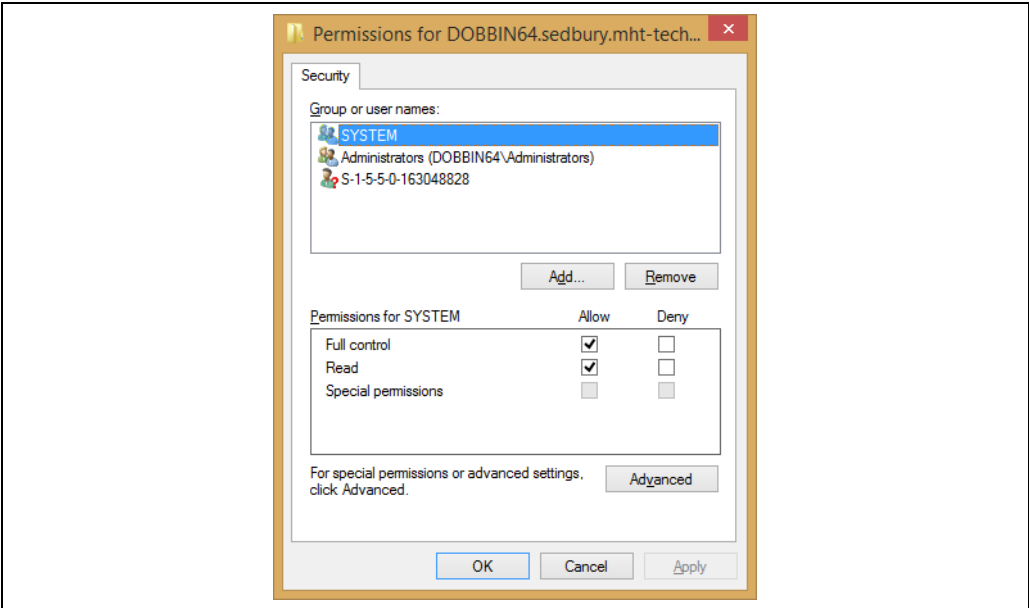 Permissions for DOBBIN64.sedbury.mht-tech...
Security
Group or user names:
SYSTEM
Administrators (DOBBIN64\Administrators)
S-1-5-5-0-163048828
Add... Remove
Permissions for SYSTEM Allow Deny
Full control
Read
Special permissions
For special permissions or advanced settings,
click Advanced.
Advanced
OK Cancel Apply